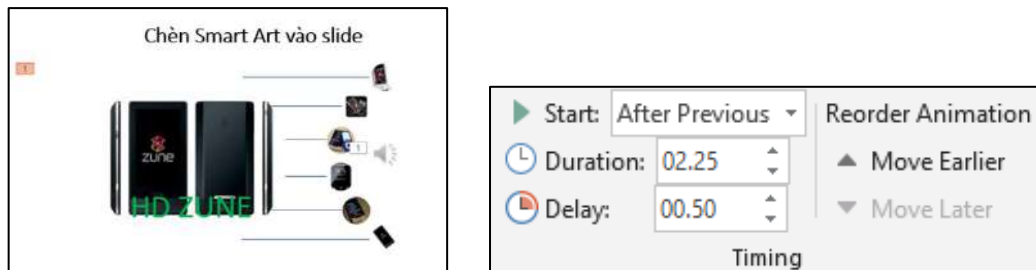 Chèn Smart Art vào slide
zune
HD ZUNE
1
Start: After Previous
Duration: 02.25
Delay: 00.50
Reorder Animation
Move Earlier
Move Later
Timing